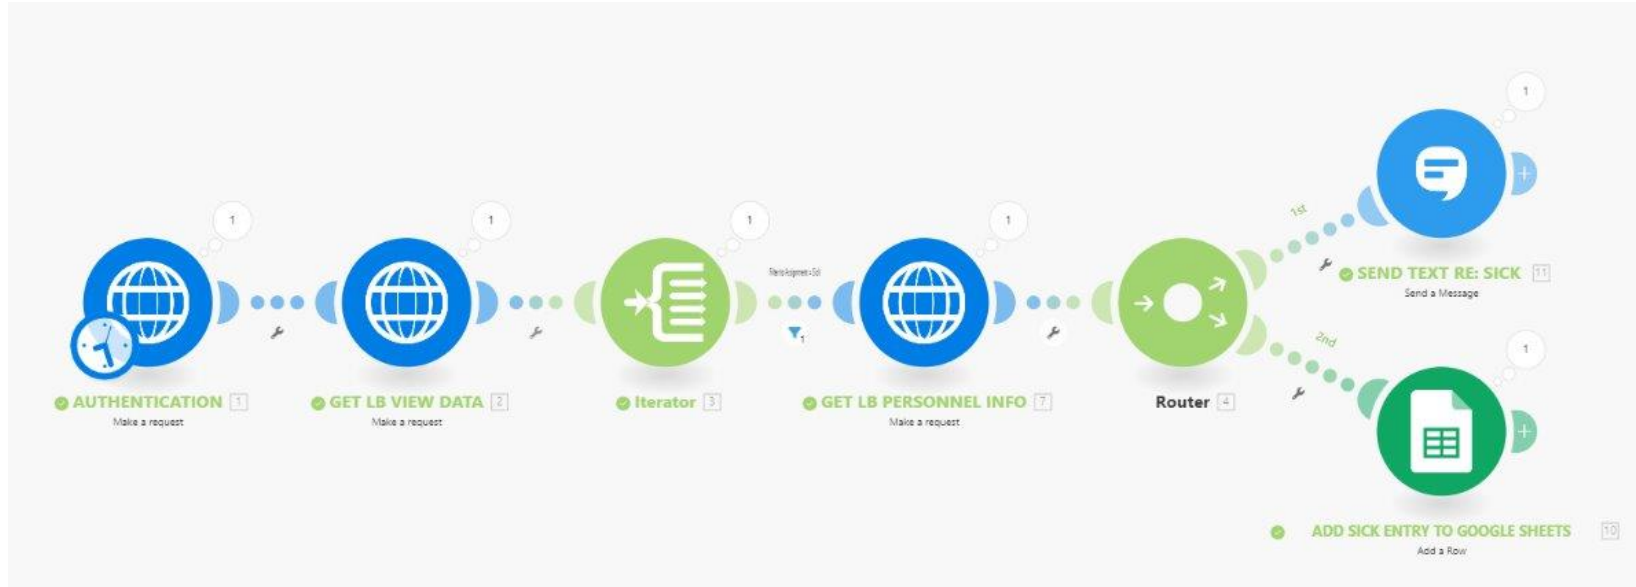 1
AUTHENTICATION 1
Make a request
1
GET LB VIEW DATA 2
Make a request
1
Iterator 3
1
1
GET LB PERSONNEL INFO 7
Make a request
Router 4
1st
1
SEND TEXT RE: SICK 11
Send a Message
2nd
1
ADD SICK ENTRY TO GOOGLE SHEETS 10
Add a Row